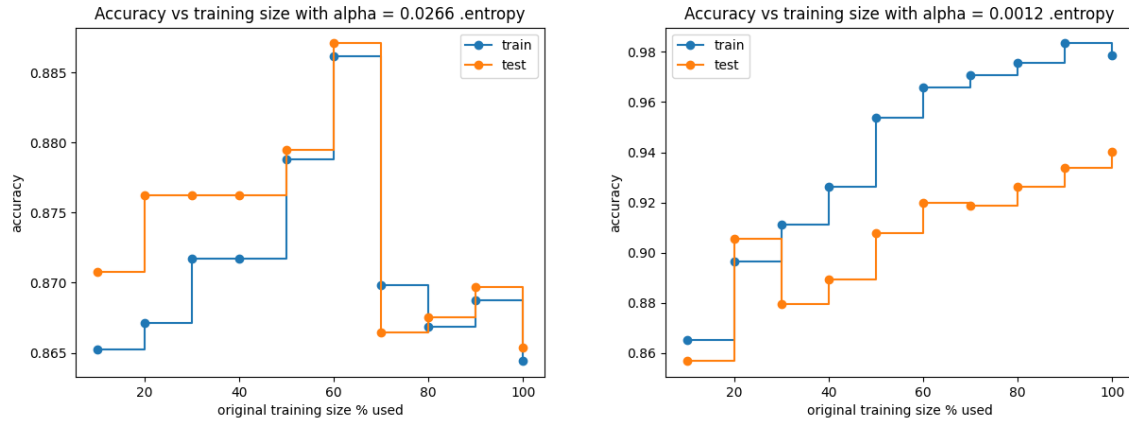 Accuracy vs training size with alpha = 0.0266 .entropy
train
test
0.885
0.880
0.875
0.870
0.865
accuracy
20
40
60
80
100
original training size % used
Accuracy vs training size with alpha = 0.0012 .entropy
train
test
0.98
0.96
0.94
0.92
0.90
0.88
0.86
accuracy
20
40
60
80
100
original training size % used